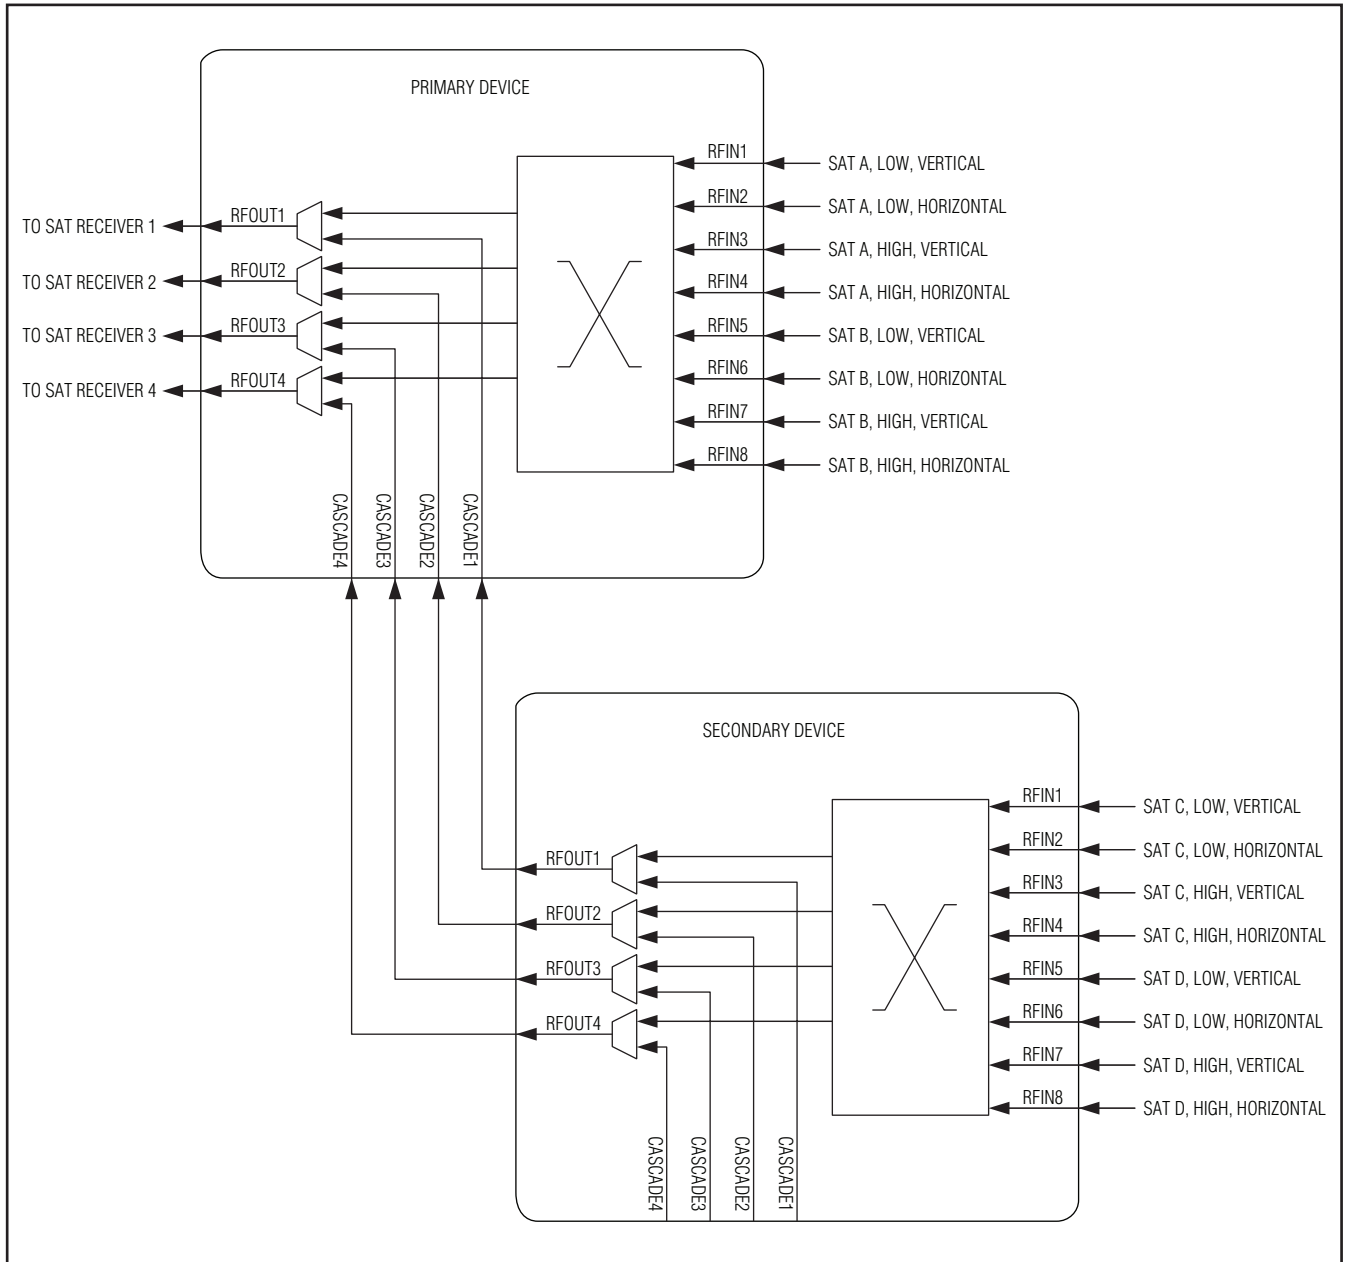 PRIMARY DEVICE
RFIN1
SAT A, LOW, VERTICAL
RFIN2
SAT A, LOW, HORIZONTAL
RFIN3
SAT A, HIGH, VERTICAL
RFIN4
SAT A, HIGH, HORIZONTAL
RFIN5
SAT B, LOW, VERTICAL
RFIN6
SAT B, LOW, HORIZONTAL
RFIN7
SAT B, HIGH, VERTICAL
RFIN8
SAT B, HIGH, HORIZONTAL
TO SAT RECEIVER 1
RFOUT1
TO SAT RECEIVER 2
RFOUT2
TO SAT RECEIVER 3
RFOUT3
TO SAT RECEIVER 4
RFOUT4
CASCADE4
CASCADE3
CASCADE2
CASCADE1
SECONDARY DEVICE
RFIN1
SAT C, LOW, VERTICAL
RFIN2
SAT C, LOW, HORIZONTAL
RFIN3
SAT C, HIGH, VERTICAL
RFIN4
SAT C, HIGH, HORIZONTAL
RFIN5
SAT D, LOW, VERTICAL
RFIN6
SAT D, LOW, HORIZONTAL
RFIN7
SAT D, HIGH, VERTICAL
RFIN8
SAT D, HIGH, HORIZONTAL
RFOUT1
RFOUT2
RFOUT3
RFOUT4
CASCADE4
CASCADE3
CASCADE2
CASCADE1